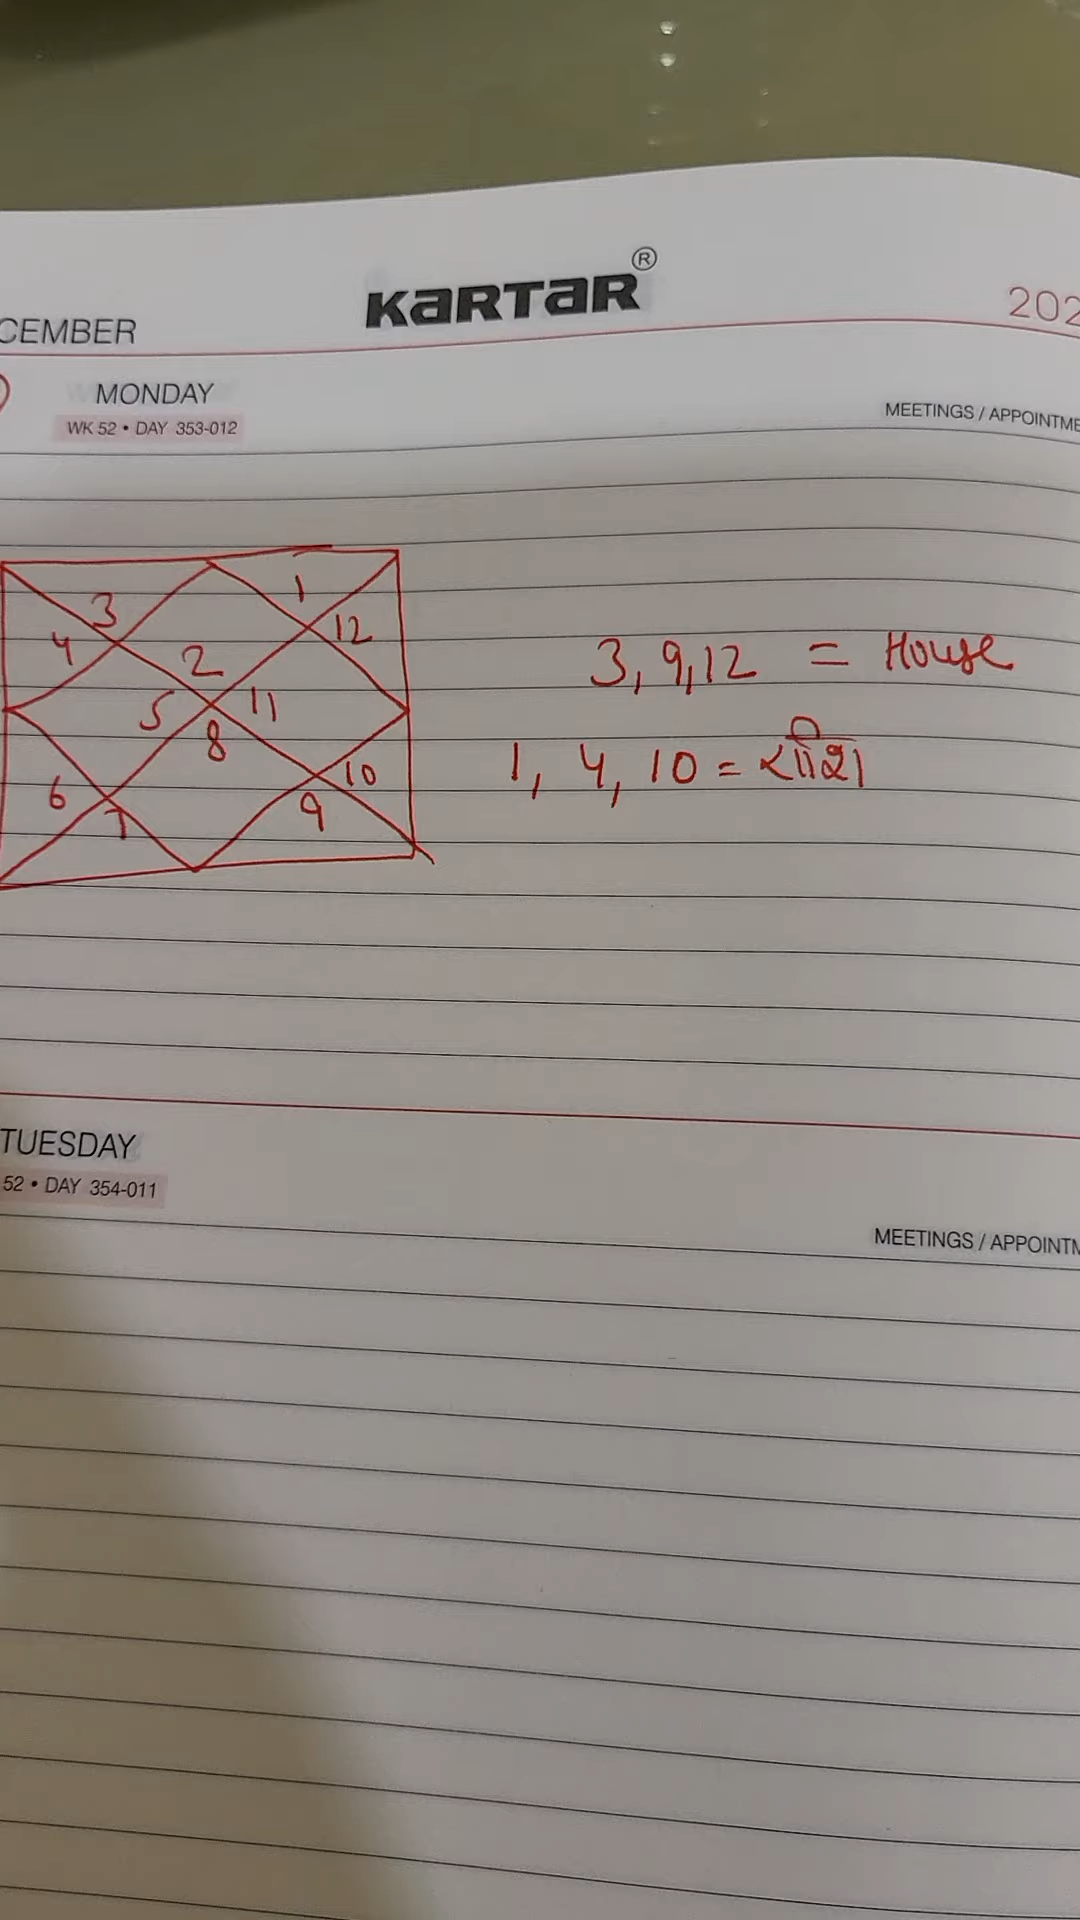 KARTAR®
CEMBER
202
MONDAY
WK 52 • DAY 353-012
MEETINGS / APPOINTME
1
3
12
4
2
5
11
8
10
6
9
7
3, 9, 12 = House
1, 4, 10 = राशि
TUESDAY
52 • DAY 354-011
MEETINGS / APPOINTM